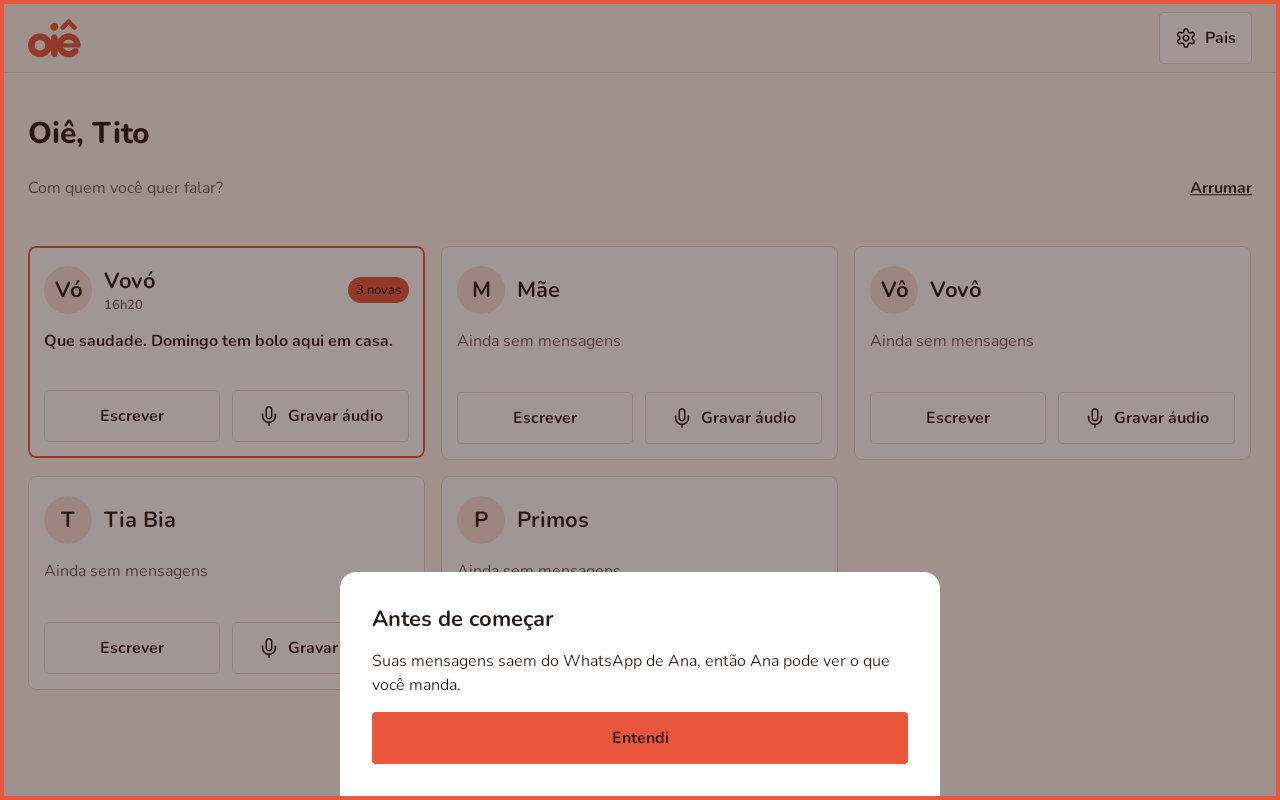 oiê
Pais
Oiê, Tito
Com quem você quer falar?
Arrumar
Vó
Vovó
16h20
3 novas
Que saudade. Domingo tem bolo aqui em casa.
Escrever
Gravar áudio
M
Mãe
Ainda sem mensagens
Escrever
Gravar áudio
Vô
Vovô
Ainda sem mensagens
Escrever
Gravar áudio
T
Tia Bia
Ainda sem mensagens
Escrever
Gravar
P
Primos
Ainda sem mensagens
Antes de começar
Suas mensagens saem do WhatsApp de Ana, então Ana pode ver o que
você manda.
Entendi